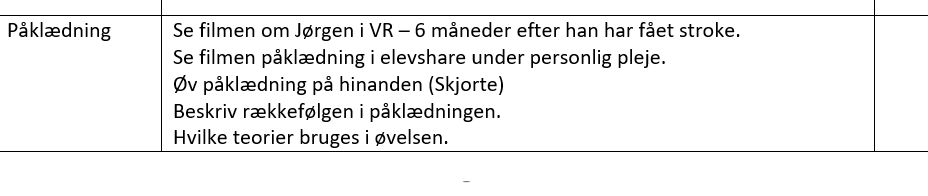 Påklædning
Se filmen om Jørgen i VR – 6 måneder efter han har fået stroke.
Se filmen påklædning i elevshare under personlig pleje.
Øv påklædning på hinanden (Skjorte)
Beskriv rækkefølgen i påklædningen.
Hvilke teorier bruges i øvelsen.